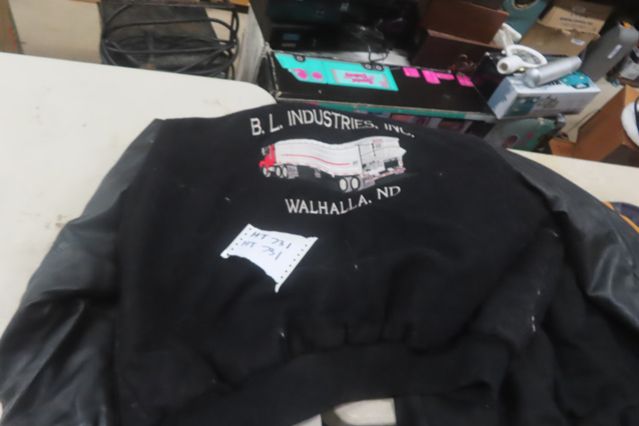 B. L. INDUSTRIES, INC.
WALHALLA, ND
HT 731
HT 731